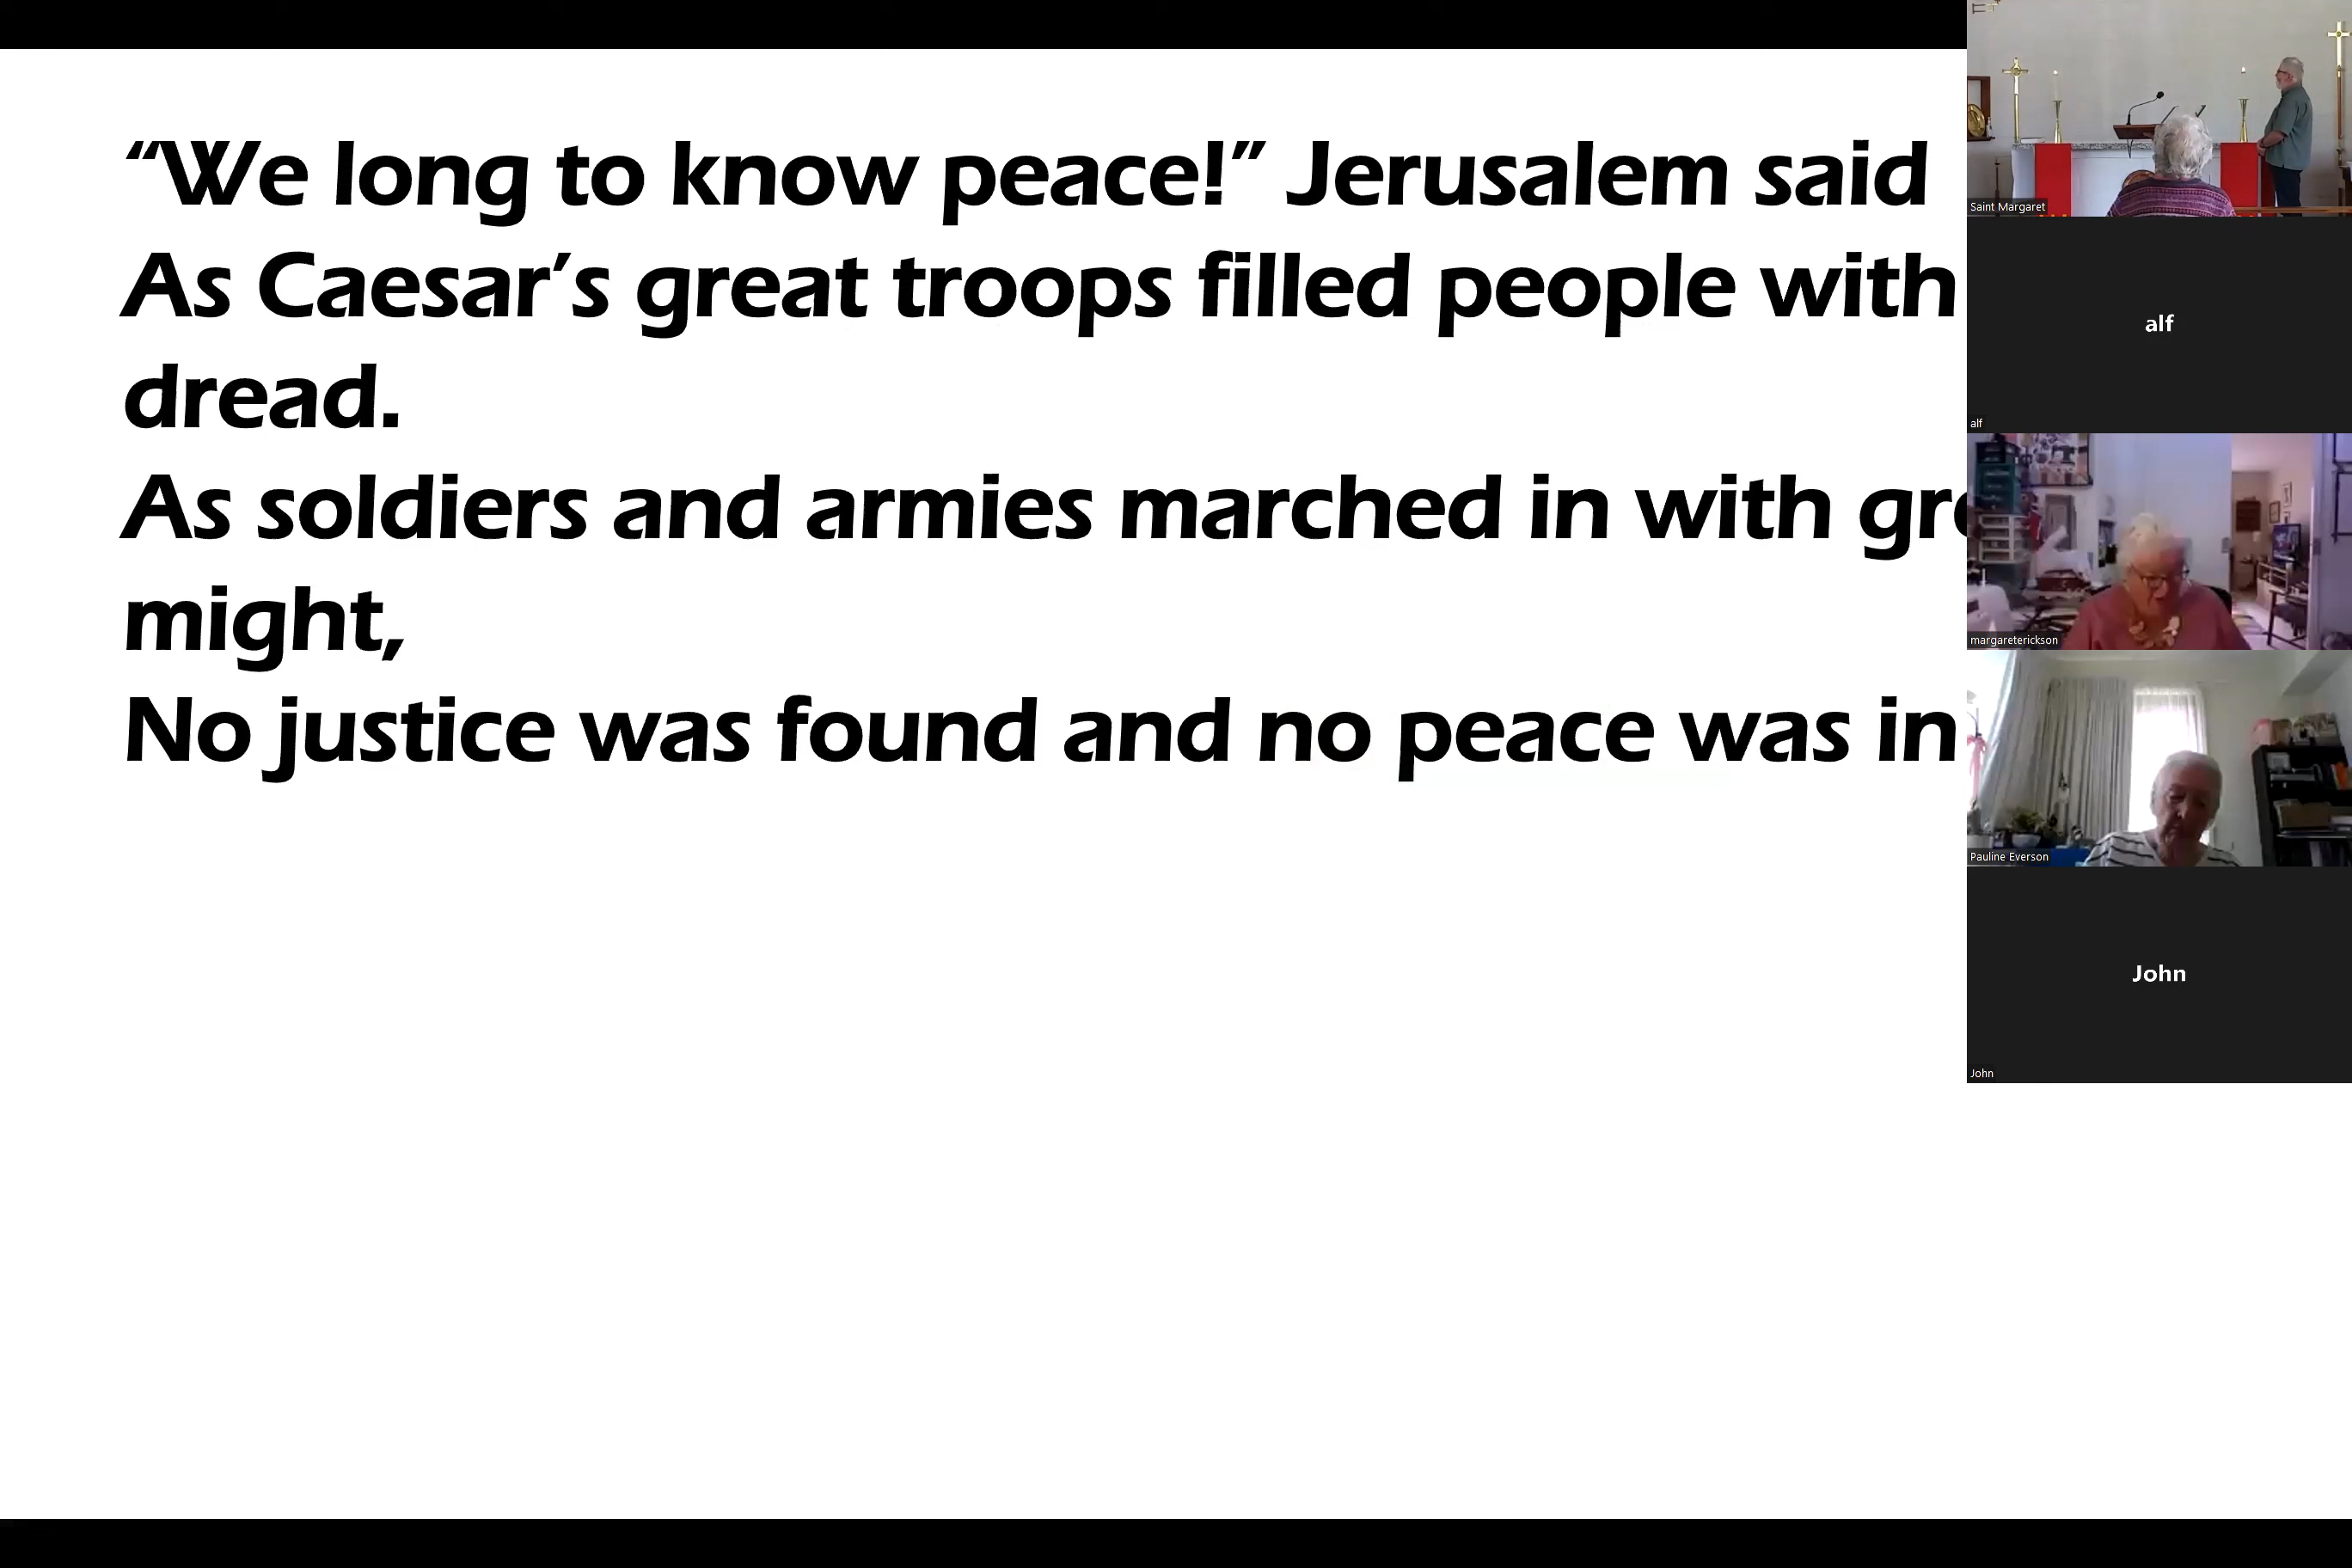 “We long to know peace!” Jerusalem said
As Caesar’s great troops filled people with
dread.
As soldiers and armies marched in with
might,
No justice was found and no peace was in
Saint Margaret
alf
alf
margareterickson
Pauline Everson
John
John